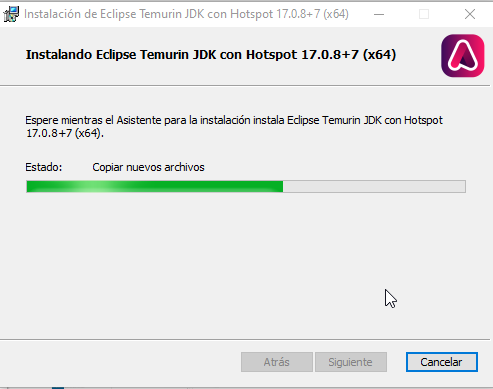 Instalación de Eclipse Temurin JDK con Hotspot 17.0.8+7 (x64)
Instalando Eclipse Temurin JDK con Hotspot 17.0.8+7 (x64)
Espere mientras el Asistente para la instalación instala Eclipse Temurin JDK con Hotspot
17.0.8+7 (x64).
Estado: Copiar nuevos archivos
Atrás Siguiente Cancelar